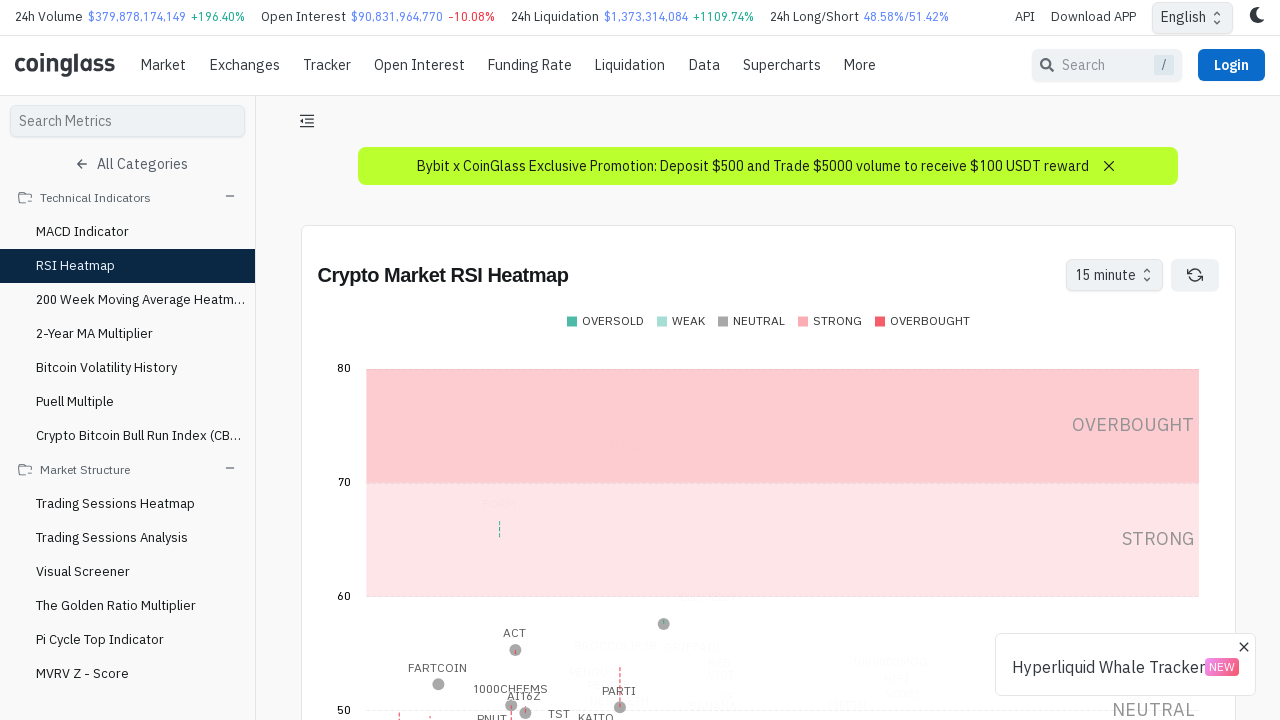 24h Volume $379,878,174,149 +196.40% Open Interest $90,831,964,770 -10.08% 24h Liquidation $1,373,314,084 +1109.74% 24h Long/Short 48.58%/51.42% API Download APP English
coinglass Market Exchanges Tracker Open Interest Funding Rate Liquidation Data Supercharts More Search / Login
Search Metrics
All Categories
Technical Indicators
MACD Indicator
RSI Heatmap
200 Week Moving Average Heatm...
2-Year MA Multiplier
Bitcoin Volatility History
Puell Multiple
Crypto Bitcoin Bull Run Index (CB...
Market Structure
Trading Sessions Heatmap
Trading Sessions Analysis
Visual Screener
The Golden Ratio Multiplier
Pi Cycle Top Indicator
MVRV Z - Score
Bybit x CoinGlass Exclusive Promotion: Deposit $500 and Trade $5000 volume to receive $100 USDT reward
Crypto Market RSI Heatmap
15 minute
OVERSOLD WEAK NEUTRAL STRONG OVERBOUGHT
80
OVERBOUGHT
70
STRONG
60
ACT
FARTCOIN
1000CHEEMS
AI16Z
PARTI
TST
KAITO
PNUT
50
NEUTRAL
Hyperliquid Whale Tracker NEW